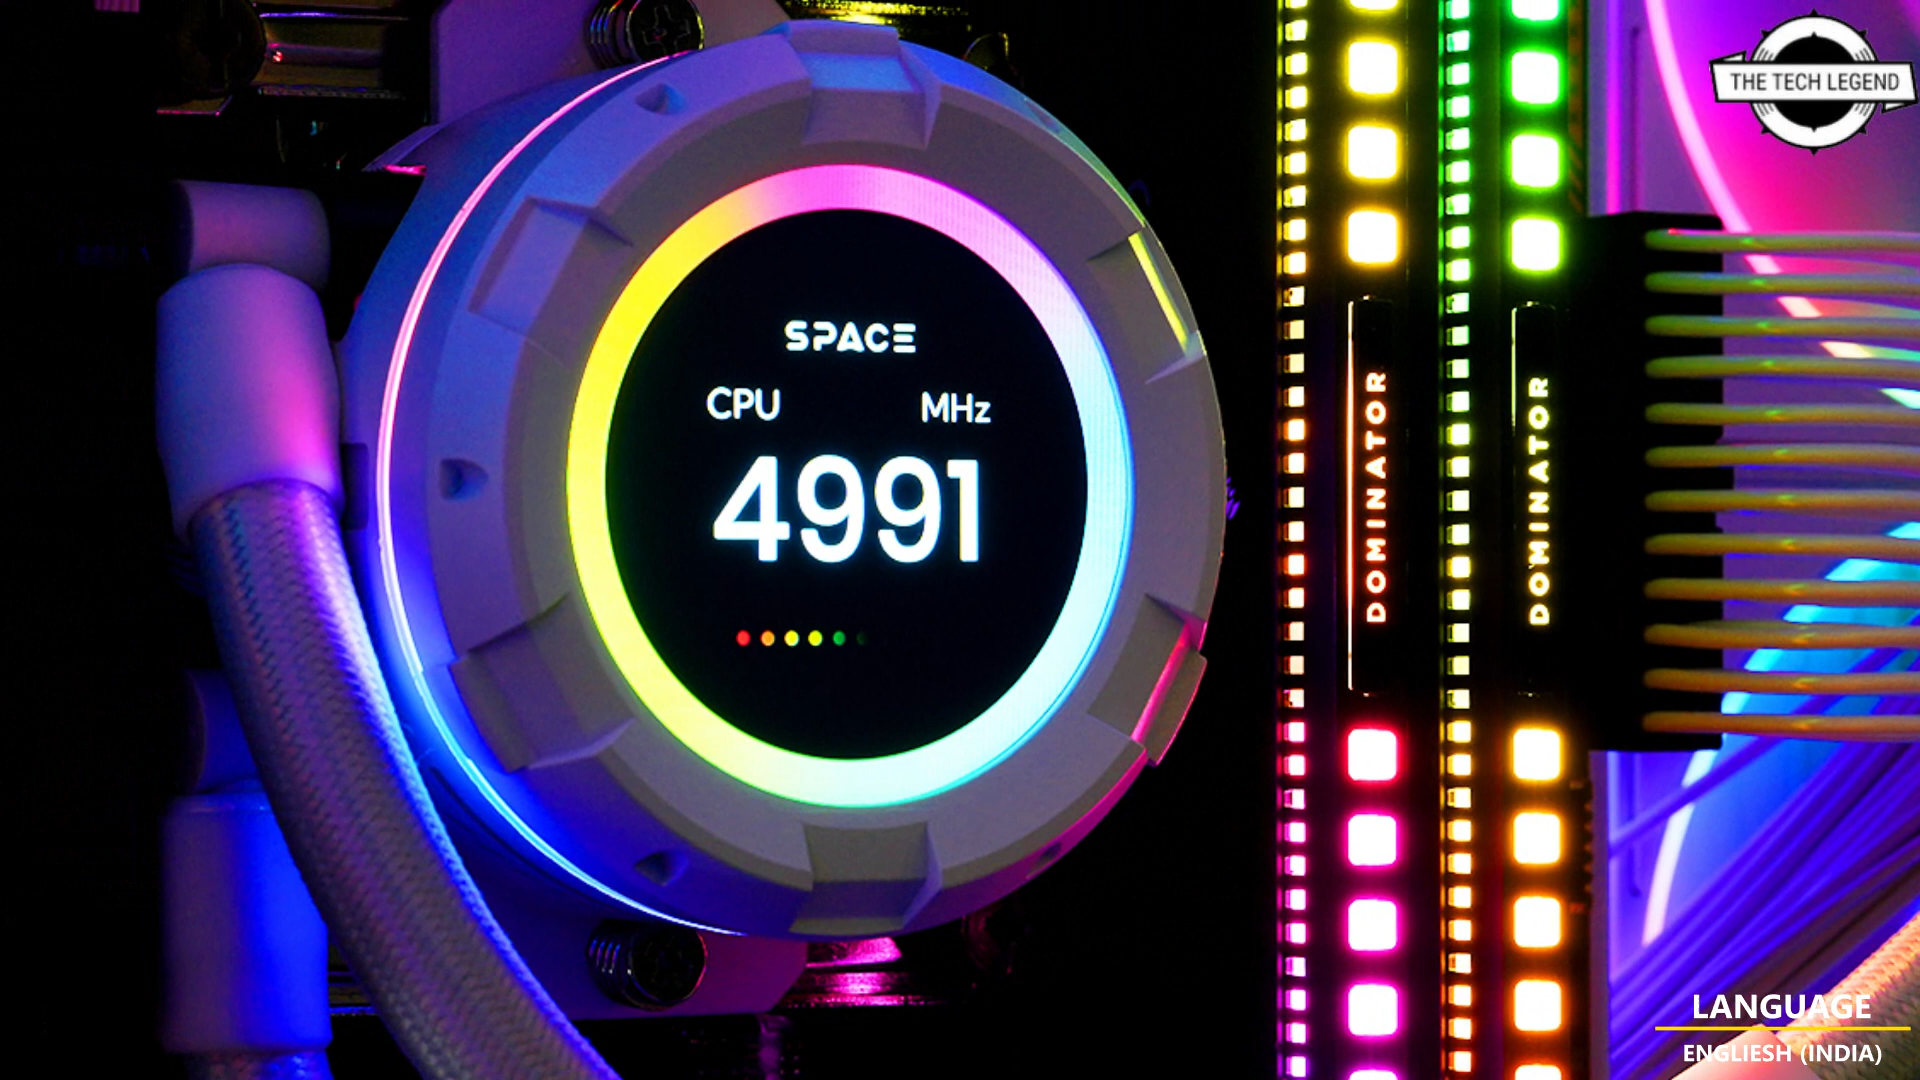 THE TECH LEGEND
SPACE
CPU MHz
4991
DOMINATOR
DOMINATOR
LANGUAGE
ENGLIESH (INDIA)